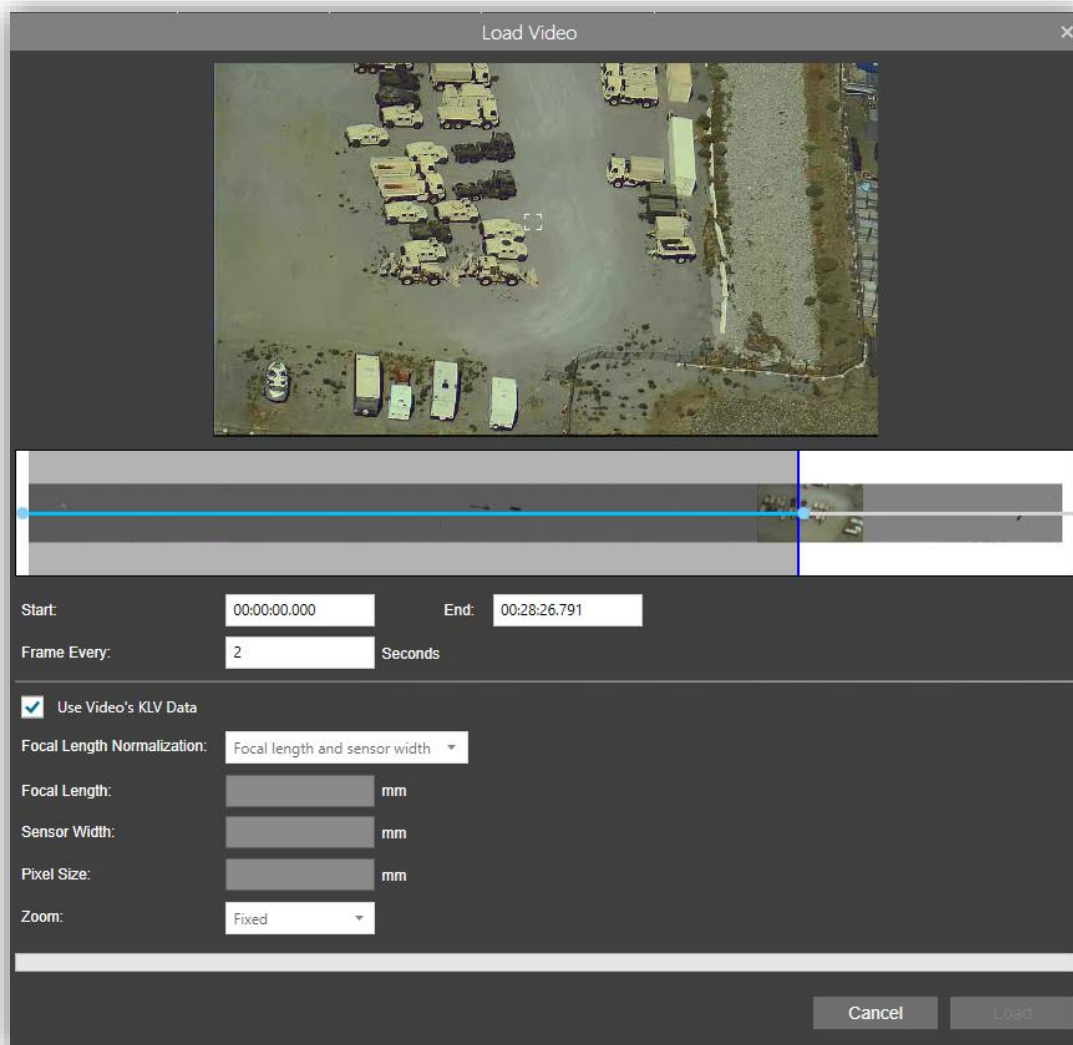 Load Video
Start: 00:00:00.000 End: 00:28:26.791
Frame Every: 2 Seconds
Use Video's KLV Data
Focal Length Normalization: Focal length and sensor width
Focal Length: mm
Sensor Width: mm
Pixel Size: mm
Zoom: Fixed
Cancel Load